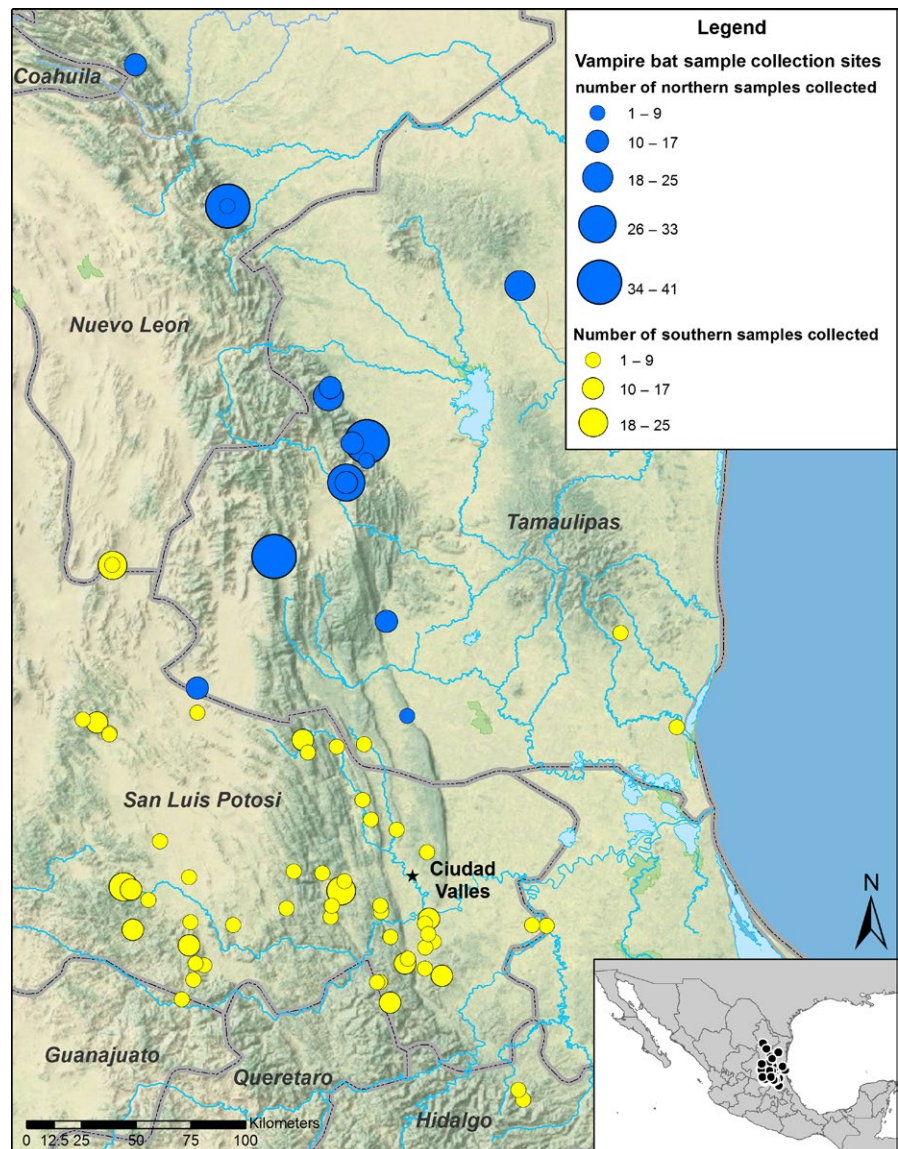 Coahuila
Nuevo Leon
Tamaulipas
San Luis Potosi
Ciudad
Valles
Guanajuato
Queretaro
Hidalgo
Legend
Vampire bat sample collection sites
number of northern samples collected
1 – 9
10 – 17
18 – 25
26 – 33
34 – 41
Number of southern samples collected
1 – 9
10 – 17
18 – 25
N
Kilometers
0 12.5 25 50 75 100